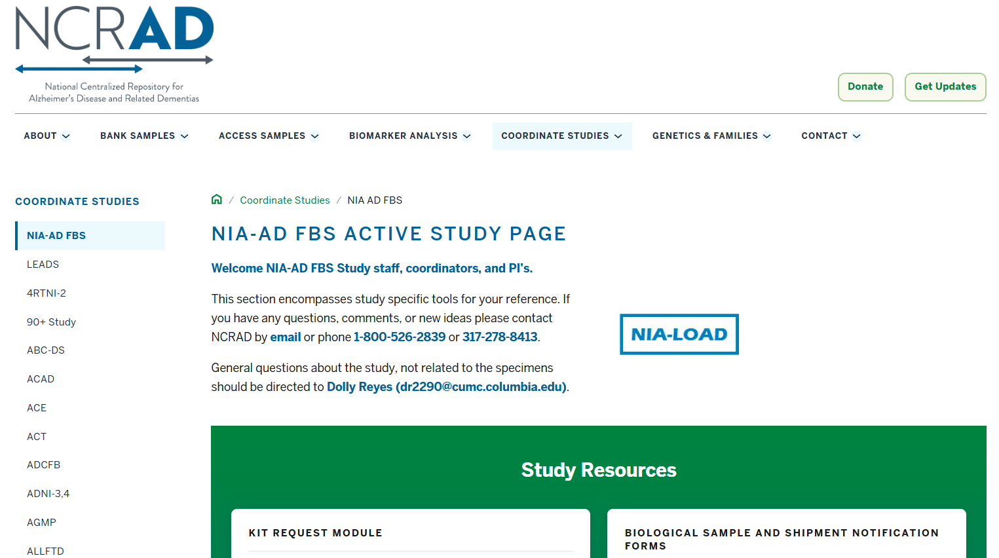 NCRAD
National Centralized Repository for
Alzheimer's Disease and Related Dementias
Donate
Get Updates
ABOUT
BANK SAMPLES
ACCESS SAMPLES
BIOMARKER ANALYSIS
COORDINATE STUDIES
GENETICS & FAMILIES
CONTACT
COORDINATE STUDIES
NIA-AD FBS
LEADS
4RTNI-2
90+ Study
ABC-DS
ACAD
ACE
ACT
ADCFB
ADNI-3,4
AGMP
ALLFTD
/ Coordinate Studies / NIA AD FBS
NIA-AD FBS ACTIVE STUDY PAGE
Welcome NIA-AD FBS Study staff, coordinators, and PI's.
This section encompasses study specific tools for your reference. If
you have any questions, comments, or new ideas please contact
NCRAD by email or phone 1-800-526-2839 or 317-278-8413.
General questions about the study, not related to the specimens
should be directed to Dolly Reyes (dr2290@cumc.columbia.edu).
NIA-LOAD
Study Resources
KIT REQUEST MODULE
BIOLOGICAL SAMPLE AND SHIPMENT NOTIFICATION
FORMS